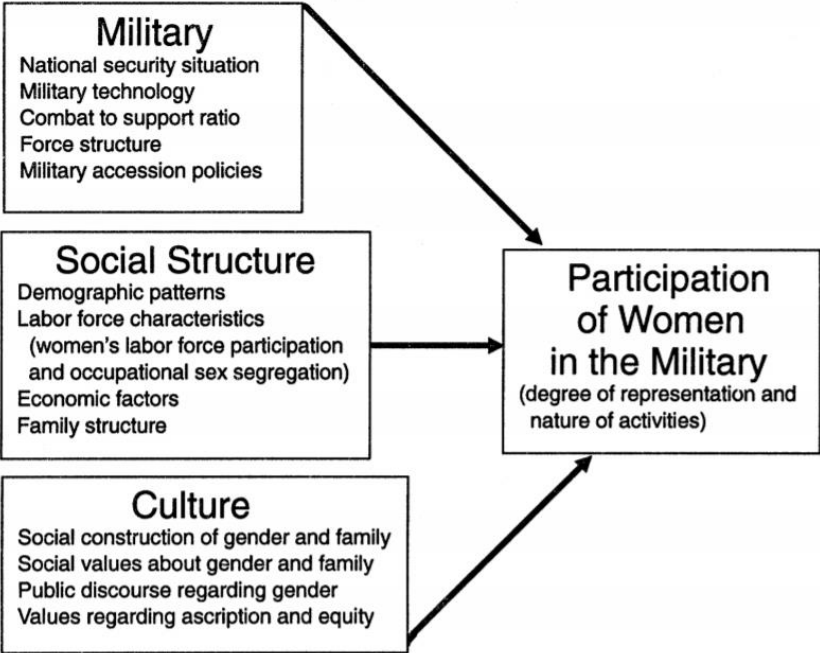 Military
National security situation
Military technology
Combat to support ratio
Force structure
Military accession policies
Social Structure
Demographic patterns
Labor force characteristics
(women's labor force participation
and occupational sex segregation)
Economic factors
Family structure
Culture
Social construction of gender and family
Social values about gender and family
Public discourse regarding gender
Values regarding ascription and equity
Participation
of Women
in the Military
(degree of representation and
nature of activities)